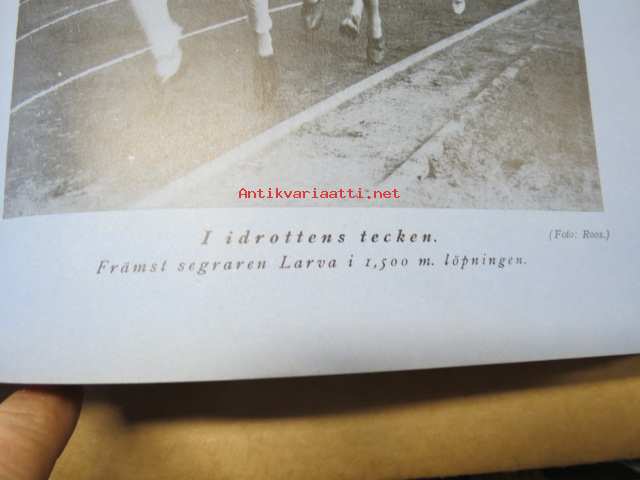 Antikvariaatti.net
I idrottens tecken.
(Foto: Roos.)
Främst segraren Larva i 1,500 m. löpningen.